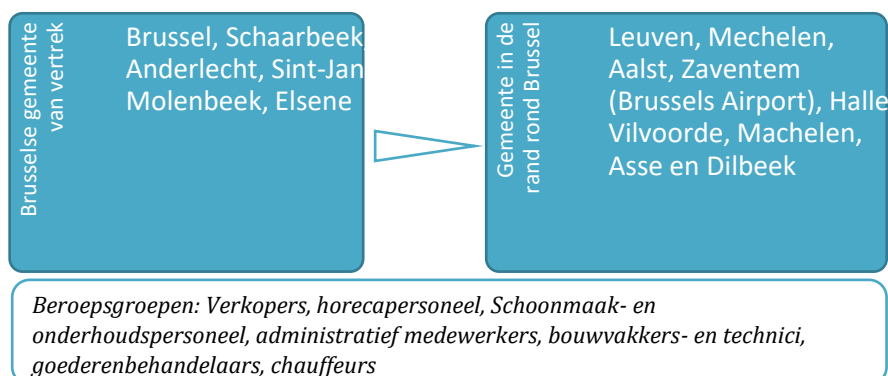 Brusselse gemeente
van vertrek
Brussel, Schaarbeek,
Anderlecht, Sint-Jan
Molenbeek, Elsene
Gemeente in de
rand rond Brussel
Leuven, Mechelen,
Aalst, Zaventem
(Brussels Airport), Halle
Vilvoorde, Machelen,
Asse en Dilbeek
Beroepsgroepen: Verkopers, horecapersoneel, Schoonmaak- en
onderhoudspersoneel, administratief medewerkers, bouwvakkers- en technici,
goederenbehandelaars, chauffeurs